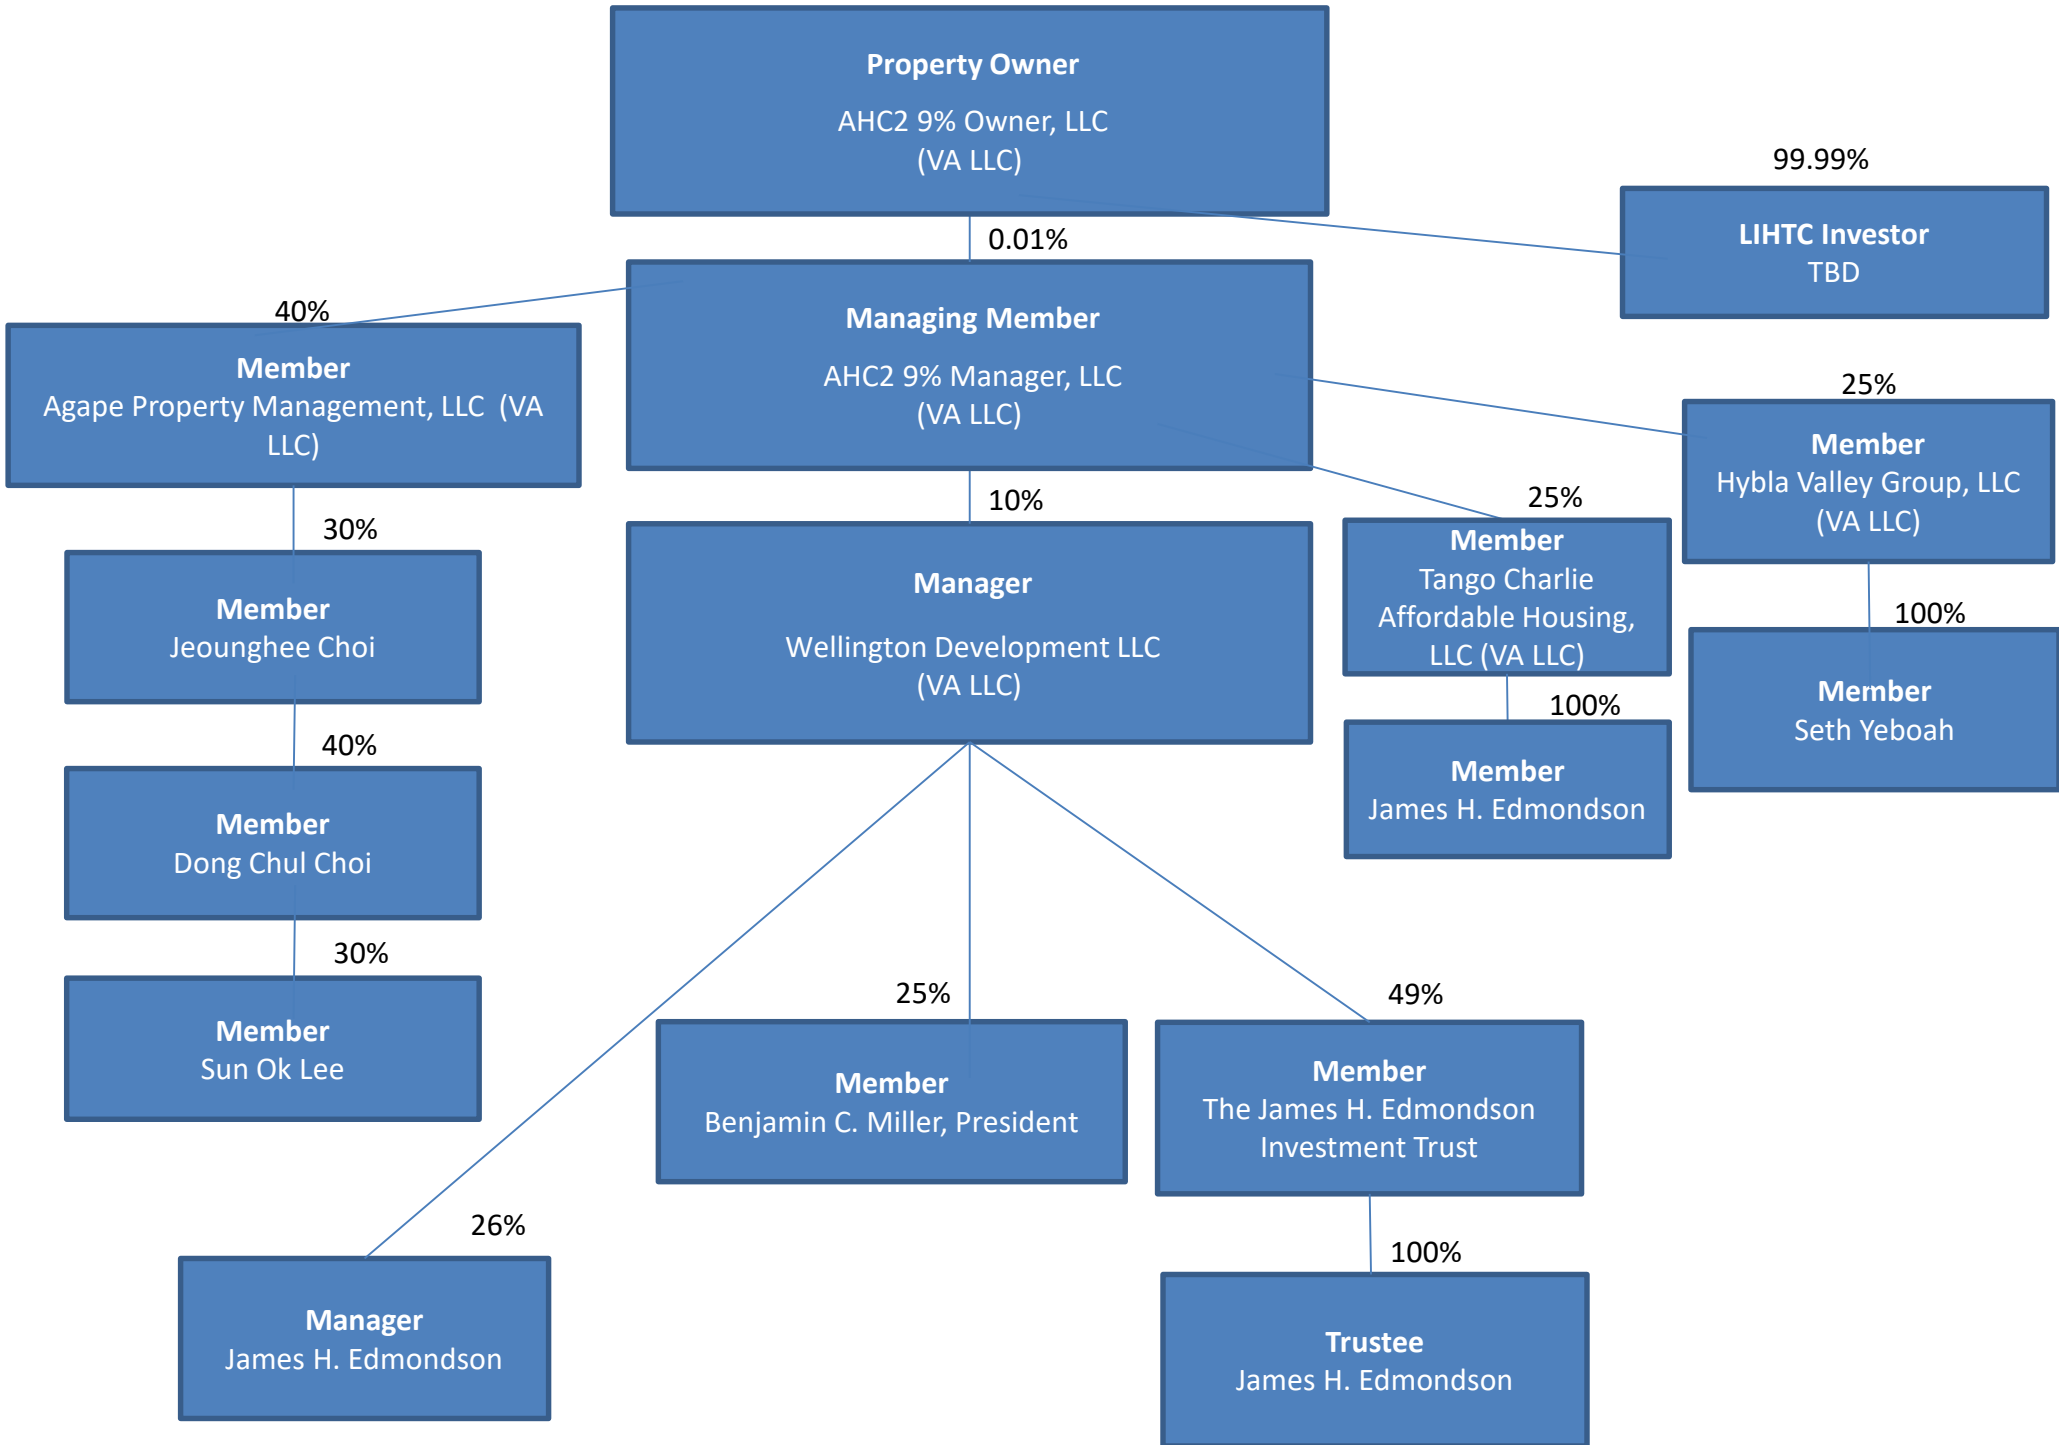 Property Owner
AHC2 9% Owner, LLC
(VA LLC)
99.99%
LIHTC Investor
TBD
0.01%
Managing Member
AHC2 9% Manager, LLC
(VA LLC)
40%
Member
Agape Property Management, LLC (VA
LLC)
25%
Member
Hybla Valley Group, LLC
(VA LLC)
10%
Manager
Wellington Development LLC
(VA LLC)
25%
Member
Tango Charlie
Affordable Housing,
LLC (VA LLC)
30%
Member
Jeounghee Choi
100%
Member
Seth Yeboah
100%
Member
James H. Edmondson
40%
Member
Dong Chul Choi
30%
Member
Sun Ok Lee
25%
Member
Benjamin C. Miller, President
49%
Member
The James H. Edmondson
Investment Trust
26%
Manager
James H. Edmondson
100%
Trustee
James H. Edmondson